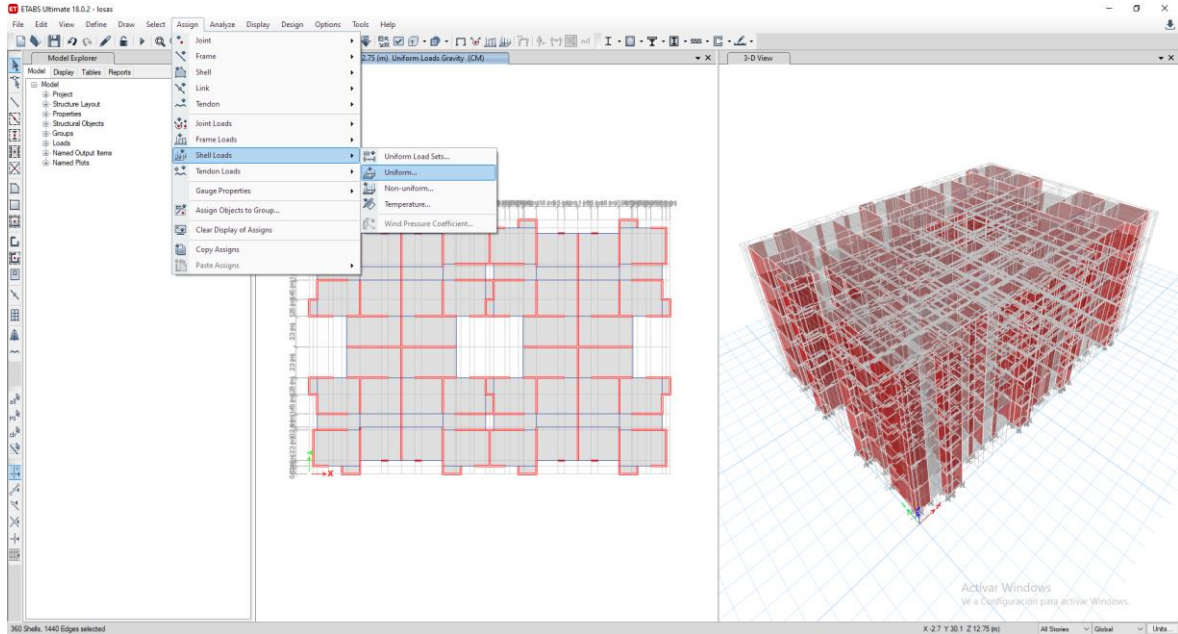 ETABS Ultimate 18.0.2 - losas
File Edit View Define Draw Select Assign Analyze Display Design Options Tools Help
Model Explorer
Model Display Tables Reports
Model
Project
Structure Layout
Properties
Structural Objects
Groups
Loads
Named Output Items
Named Plots
Joint
Frame
Shell
Link
Tendon
Joint Loads
Frame Loads
Shell Loads
Tendon Loads
Gauge Properties
Assign Objects to Group...
Clear Display of Assigns
Copy Assigns
Paste Assigns
Uniform Load Sets...
Uniform...
Non-uniform...
Temperature...
Wind Pressure Coefficient...
2.75 (m) Uniform Loads Gravity (CM)
X
3-D View
nd
Activar Windows
Ve a Configuración para activar Windows.
360 Shells, 1440 Edges selected
X -2.7 Y 30.1 Z 12.75 (m) All Stories Global Units...